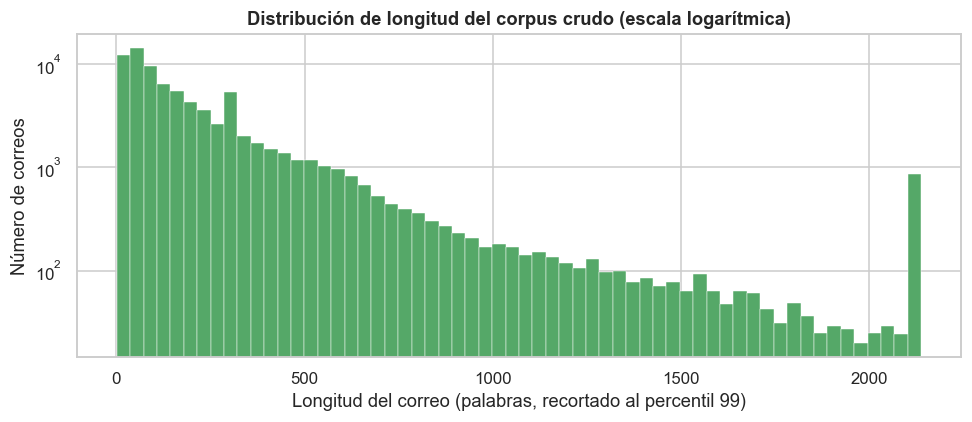 Distribución de longitud del corpus crudo (escala logarítmica)
Número de correos
10⁴
10³
10²
0 500 1000 1500 2000
Longitud del correo (palabras, recortado al percentil 99)